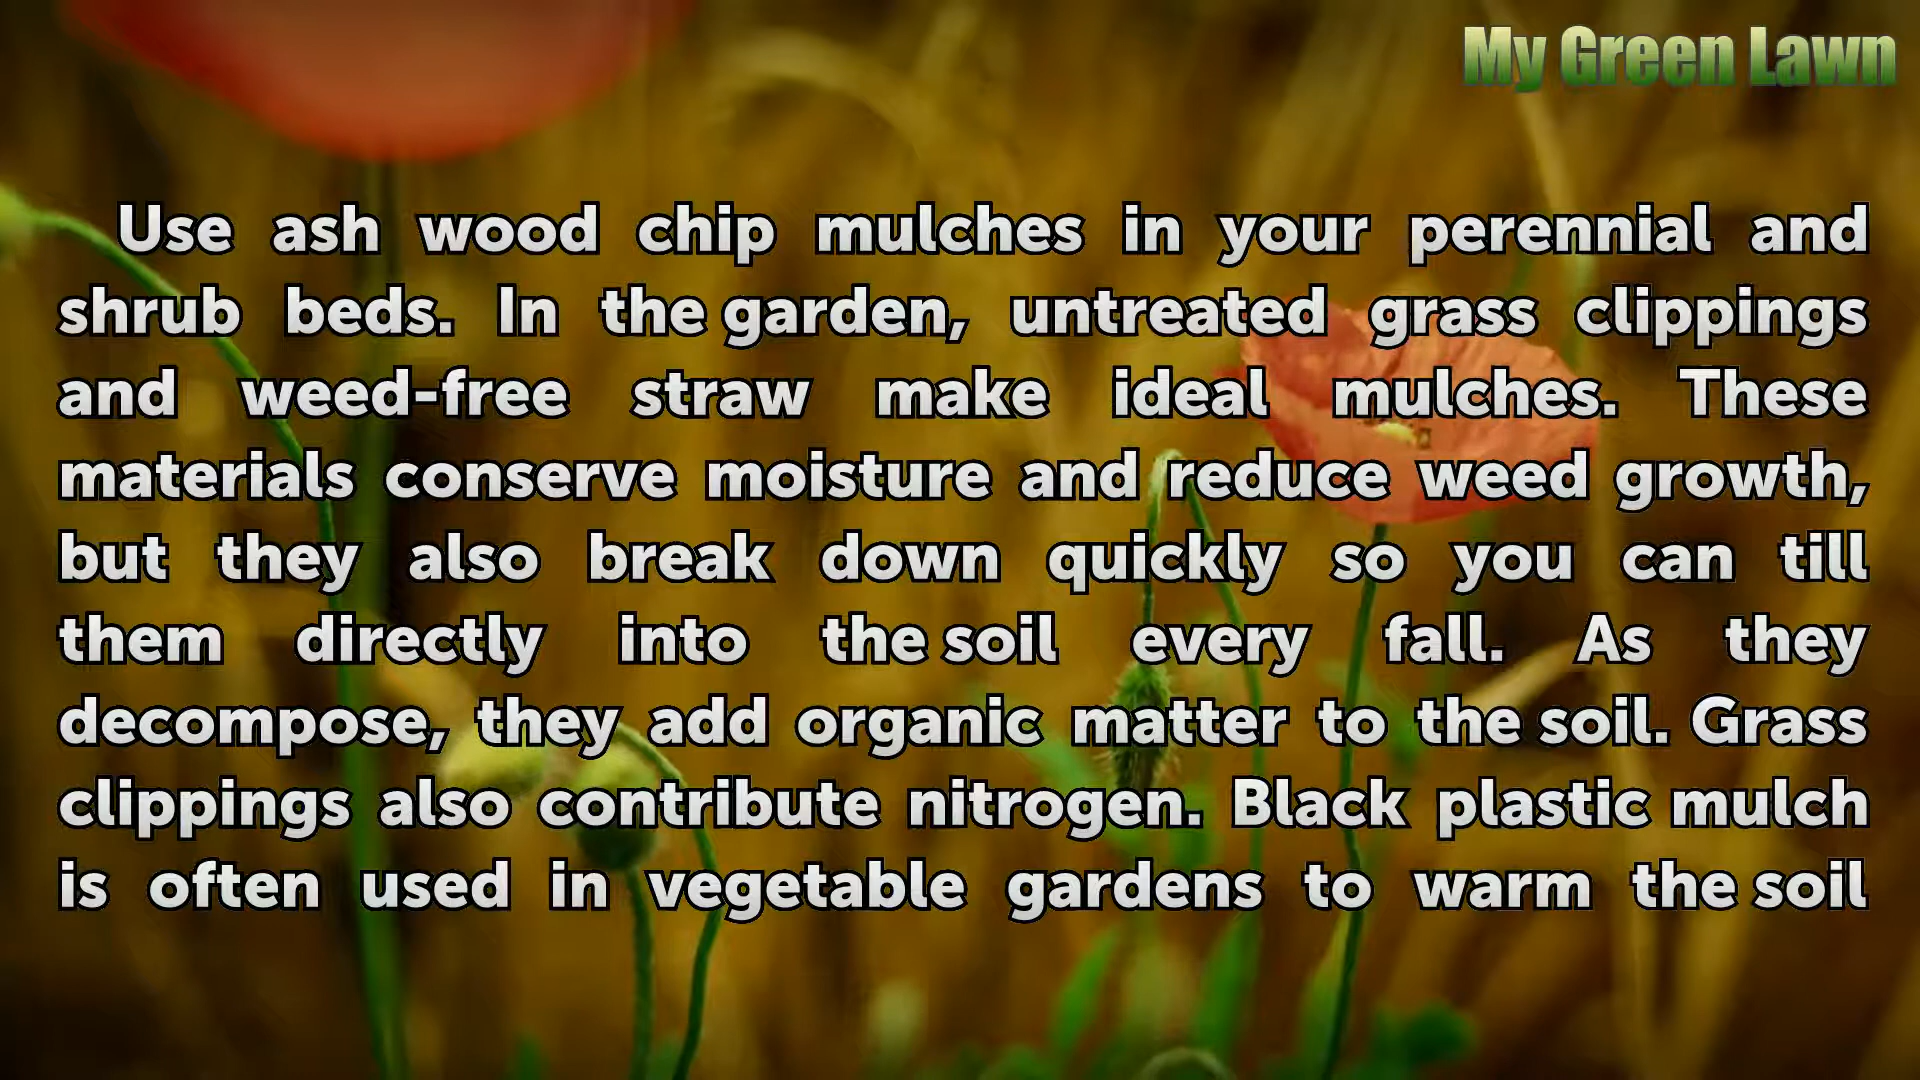 My Green Lawn
Use ash wood chip mulches in your perennial and
shrub beds. In the garden, untreated grass clippings
and weed-free straw make ideal mulches. These
materials conserve moisture and reduce weed growth,
but they also break down quickly so you can till
them directly into the soil every fall. As they
decompose, they add organic matter to the soil. Grass
clippings also contribute nitrogen. Black plastic mulch
is often used in vegetable gardens to warm the soil